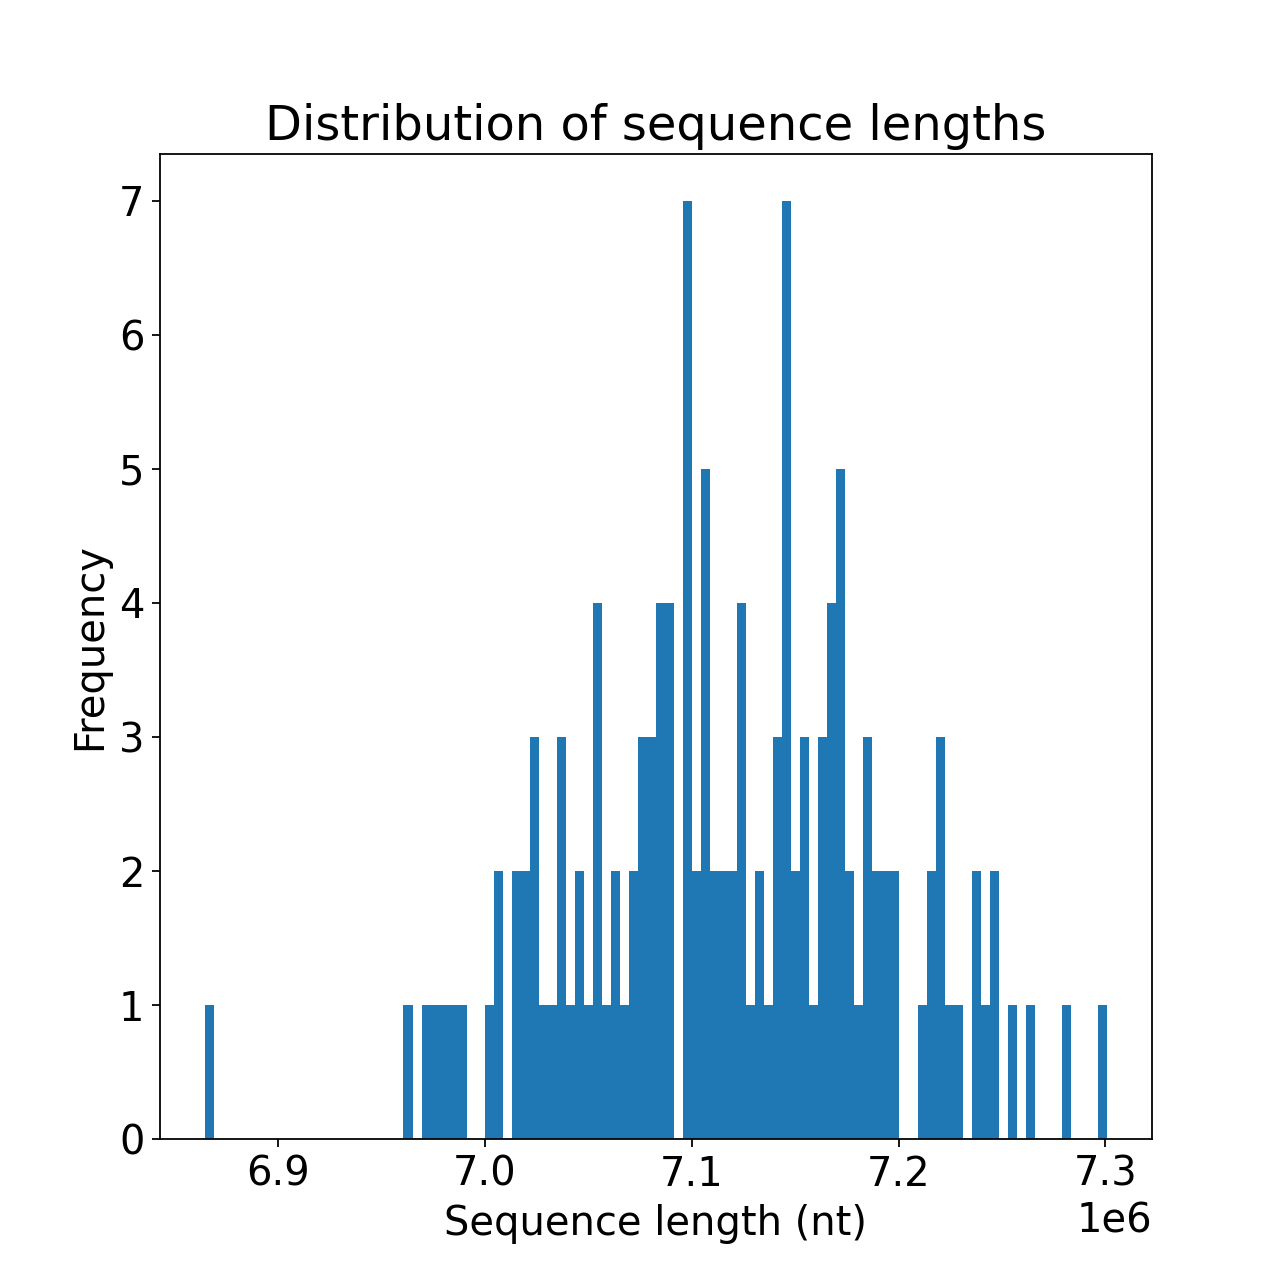 Distribution of sequence lengths
Frequency
7
6
5
4
3
2
1
0
6.9 7.0 7.1 7.2 7.3
Sequence length (nt)
1e6